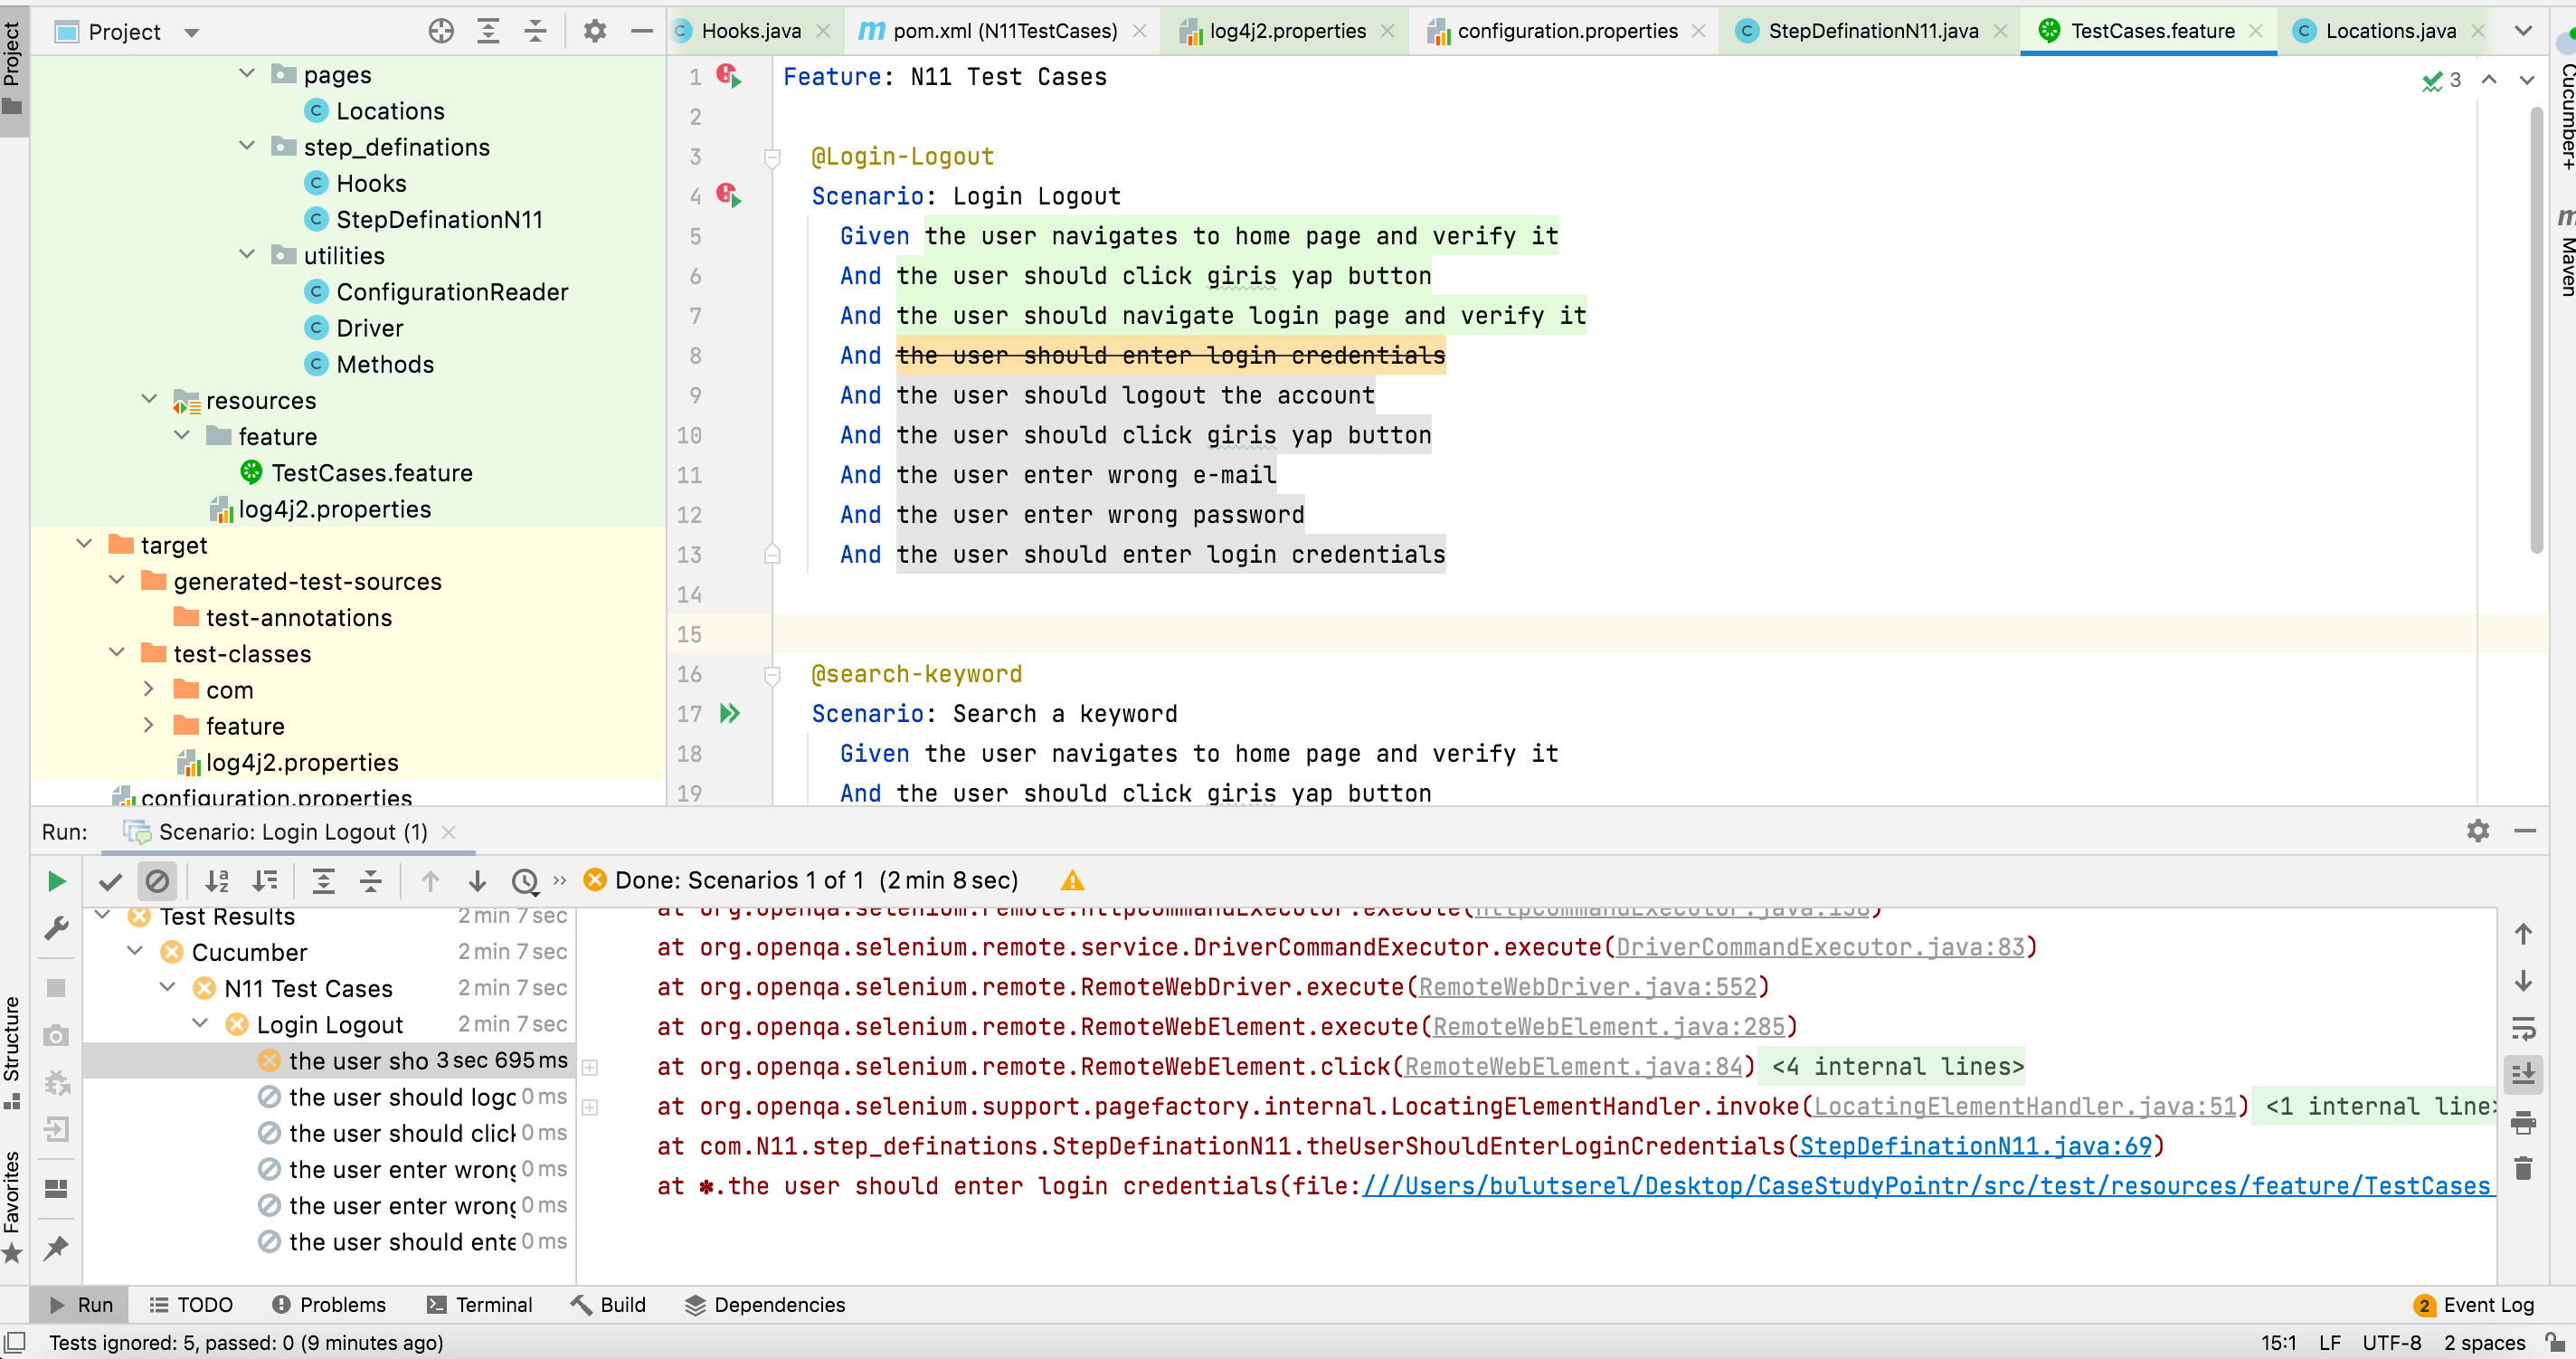 Project
Hooks.java
pom.xml (N11TestCases)
log4j2.properties
configuration.properties
StepDefinationN11.java
TestCases.feature
Locations.java
Project
pages
Locations
step_definations
Hooks
StepDefinationN11
utilities
ConfigurationReader
Driver
Methods
resources
feature
TestCases.feature
log4j2.properties
target
generated-test-sources
test-annotations
test-classes
com
feature
log4j2.properties
configuration.properties
1 Feature: N11 Test Cases
2
3 @Login-Logout
4 Scenario: Login Logout
5 Given the user navigates to home page and verify it
6 And the user should click giris yap button
7 And the user should navigate login page and verify it
8 And the user should enter login credentials
9 And the user should logout the account
10 And the user should click giris yap button
11 And the user enter wrong e-mail
12 And the user enter wrong password
13 And the user should enter login credentials
14
15
16 @search-keyword
17 Scenario: Search a keyword
18 Given the user navigates to home page and verify it
19 And the user should click giris yap button
3
Cucumber+
Maven
Run: Scenario: Login Logout (1)
Done: Scenarios 1 of 1 (2 min 8 sec)
Test Results 2 min 7 sec
Cucumber 2 min 7 sec
N11 Test Cases 2 min 7 sec
Login Logout 2 min 7 sec
the user sho 3 sec 695 ms
the user should logo 0 ms
the user should click 0 ms
the user enter wrong 0 ms
the user enter wrong 0 ms
the user should ente 0 ms
at org.openqa.selenium.remote.HttpCommandExecutor.execute(HttpCommandExecutor.java:158)
at org.openqa.selenium.remote.service.DriverCommandExecutor.execute(DriverCommandExecutor.java:83)
at org.openqa.selenium.remote.RemoteWebDriver.execute(RemoteWebDriver.java:552)
at org.openqa.selenium.remote.RemoteWebElement.execute(RemoteWebElement.java:285)
at org.openqa.selenium.remote.RemoteWebElement.click(RemoteWebElement.java:84) <4 internal lines>
at org.openqa.selenium.support.pagefactory.internal.LocatingElementHandler.invoke(LocatingElementHandler.java:51) <1 internal line>
at com.N11.step_definations.StepDefinationN11.theUserShouldEnterLoginCredentials(StepDefinationN11.java:69)
at ✽.the user should enter login credentials(file:///Users/bulutserel/Desktop/CaseStudyPointr/src/test/resources/feature/TestCases.
Structure
Favorites
Run
TODO
Problems
Terminal
Build
Dependencies
2 Event Log
Tests ignored: 5, passed: 0 (9 minutes ago)
15:1 LF UTF-8 2 spaces